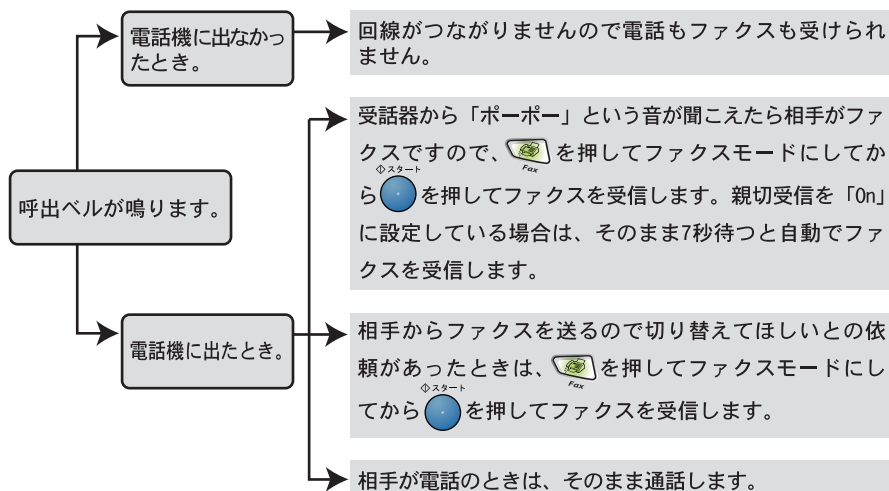 電話機に出なかっ
たとき。
回線がつながりませんので電話もファクスも受けられ
ません。
呼出ベルが鳴ります。
受話器から「ポーポー」という音が聞こえたら相手がファ
クスですので、 Fax を押してファクスモードにしてか
スタート
らを押してファクスを受信します。親切受信を「On」
に設定している場合は、そのまま7秒待つと自動でファ
クスを受信します。
電話機に出たとき。
相手からファクスを送るので切り替えてほしいとの依
頼があったときは、 Fax を押してファクスモードにし
スタート
てからを押してファクスを受信します。
相手が電話のときは、そのまま通話します。